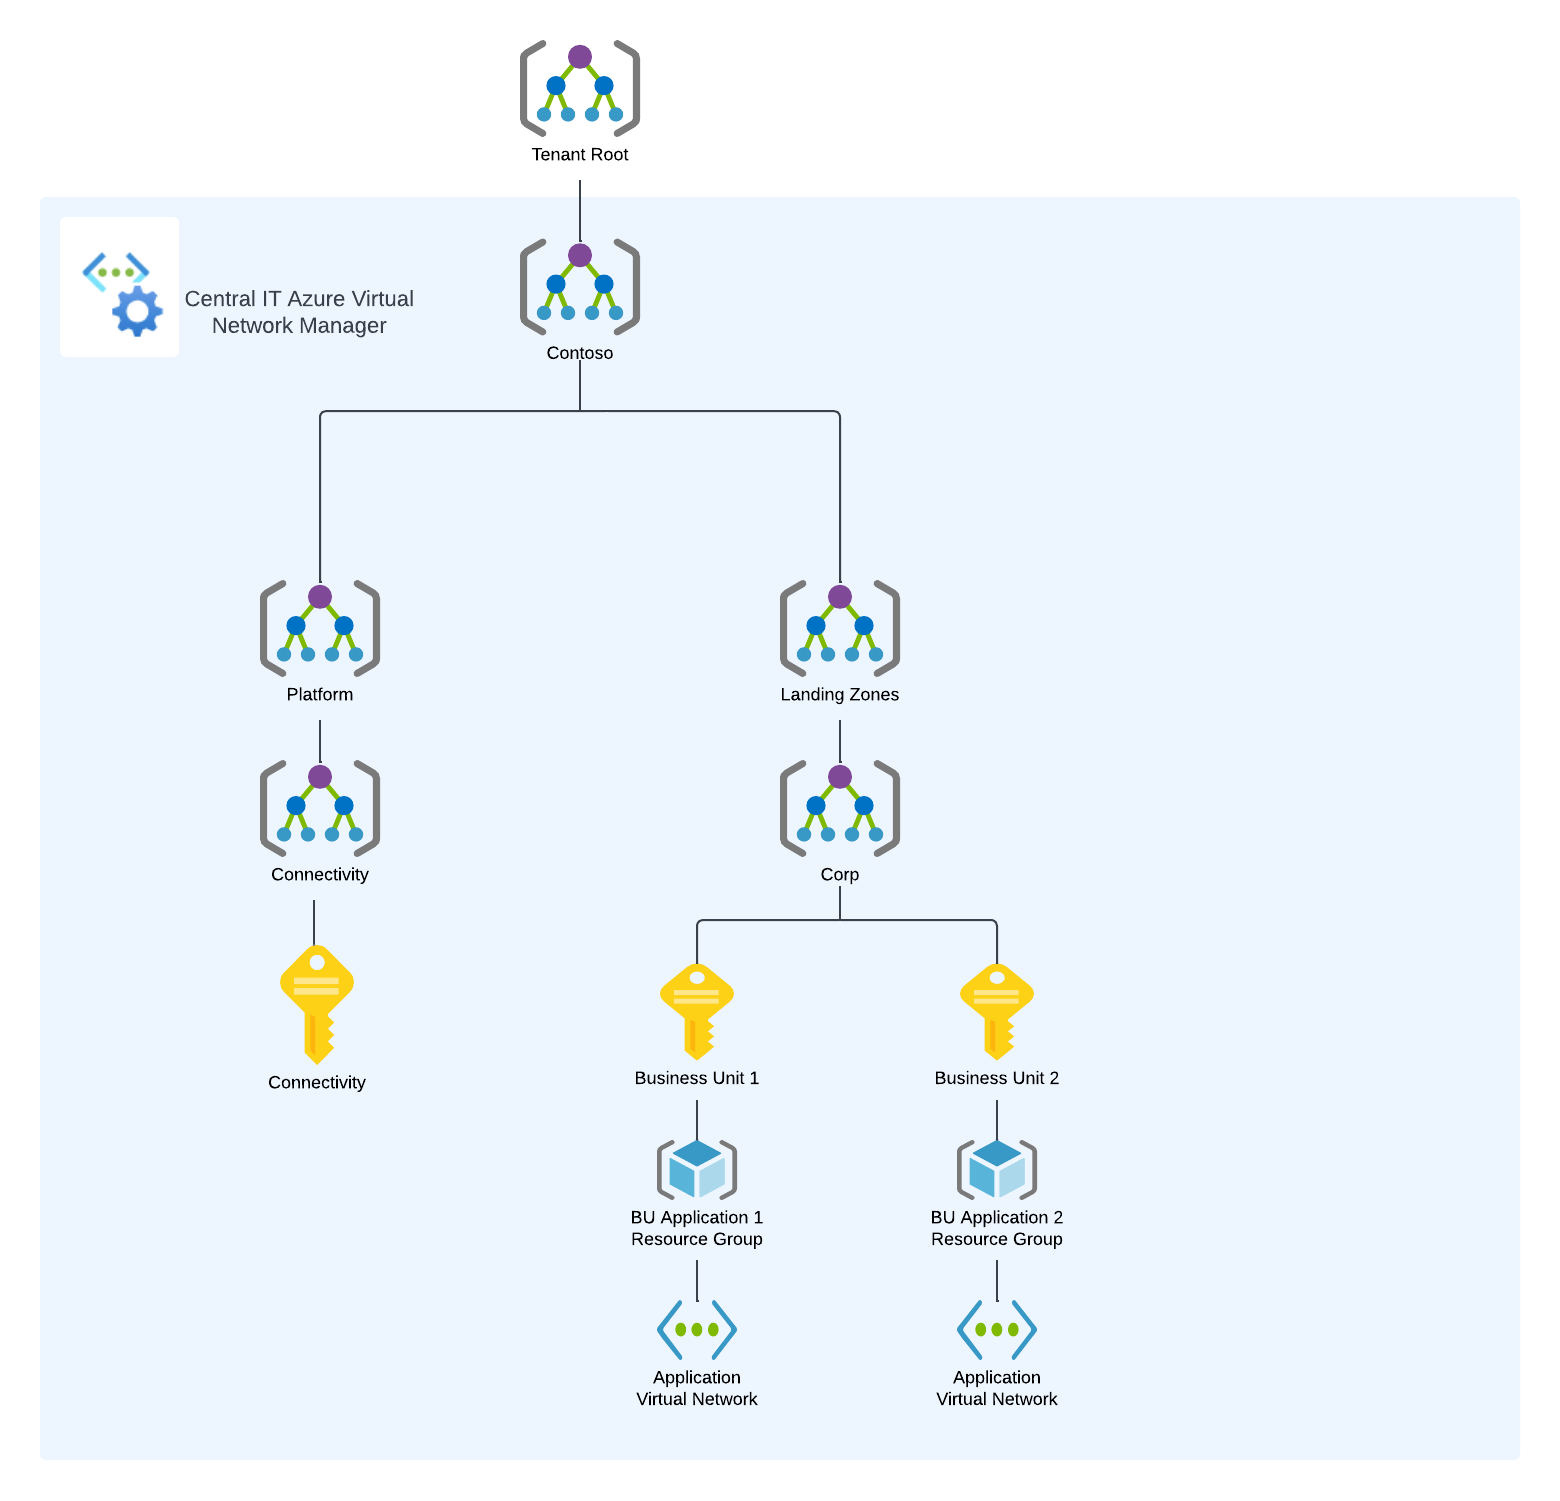 Tenant Root
Central IT Azure Virtual
Network Manager
Contoso
Platform
Landing Zones
Connectivity
Corp
Connectivity
Business Unit 1
Business Unit 2
BU Application 1
Resource Group
BU Application 2
Resource Group
Application
Virtual Network
Application
Virtual Network